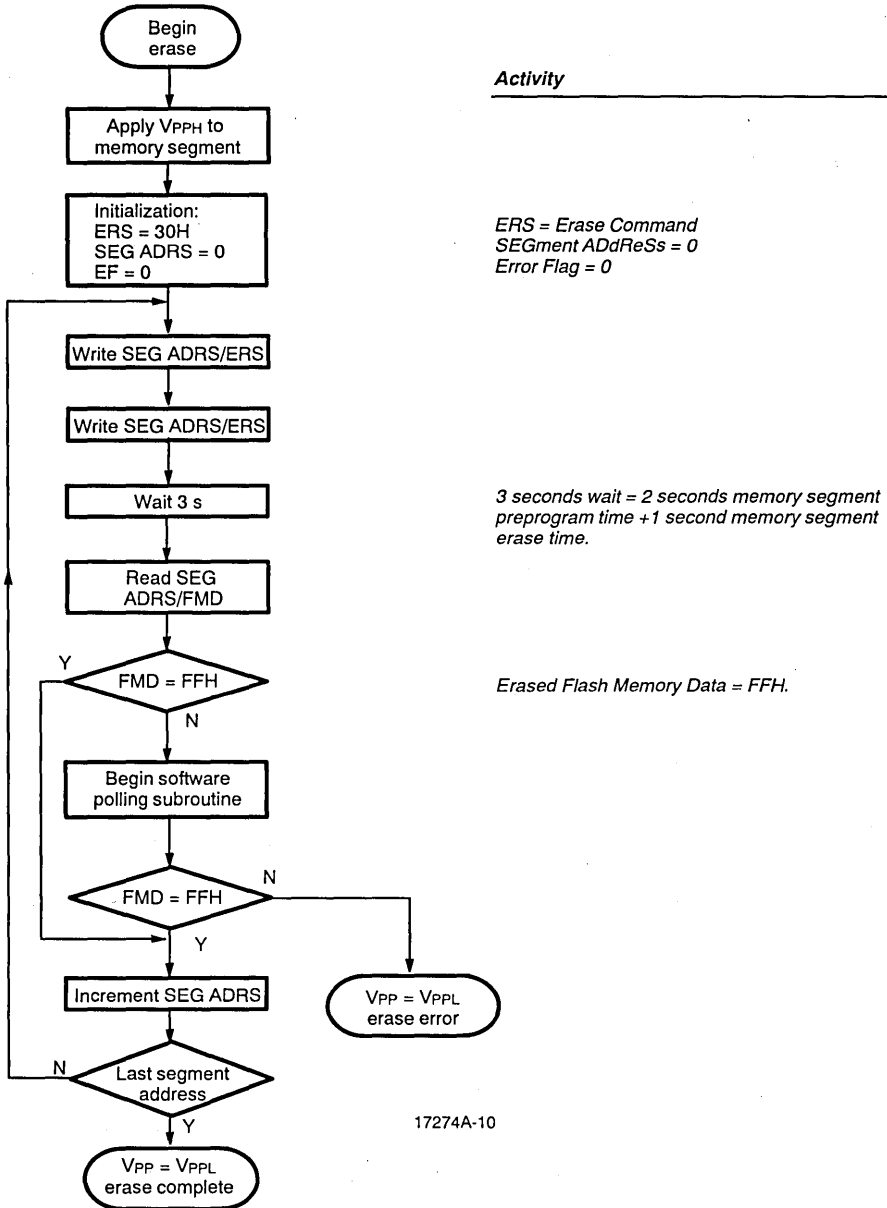 Begin
erase
Activity
Apply VPPH to
memory segment
Initialization:
ERS = 30H
SEG ADRS = 0
EF = 0
ERS = Erase Command
SEGment ADdReSs = 0
Error Flag = 0
Write SEG ADRS/ERS
Write SEG ADRS/ERS
Wait 3 s
3 seconds wait = 2 seconds memory segment
preprogram time +1 second memory segment
erase time.
Read SEG
ADRS/FMD
Y
FMD = FFH
N
Erased Flash Memory Data = FFH.
Begin software
polling subroutine
FMD = FFH
N
Y
Increment SEG ADRS
VPP = VPPL
erase error
N
Last segment
address
Y
17274A-10
VPP = VPPL
erase complete